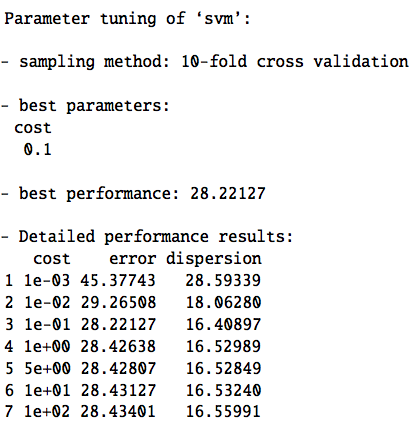 Parameter tuning of ‘svm’:
- sampling method: 10-fold cross validation
- best parameters:
cost
0.1
- best performance: 28.22127
- Detailed performance results:
cost error dispersion
1 1e-03 45.37743 28.59339
2 1e-02 29.26508 18.06280
3 1e-01 28.22127 16.40897
4 1e+00 28.42638 16.52989
5 5e+00 28.42807 16.52849
6 1e+01 28.43127 16.53240
7 1e+02 28.43401 16.55991